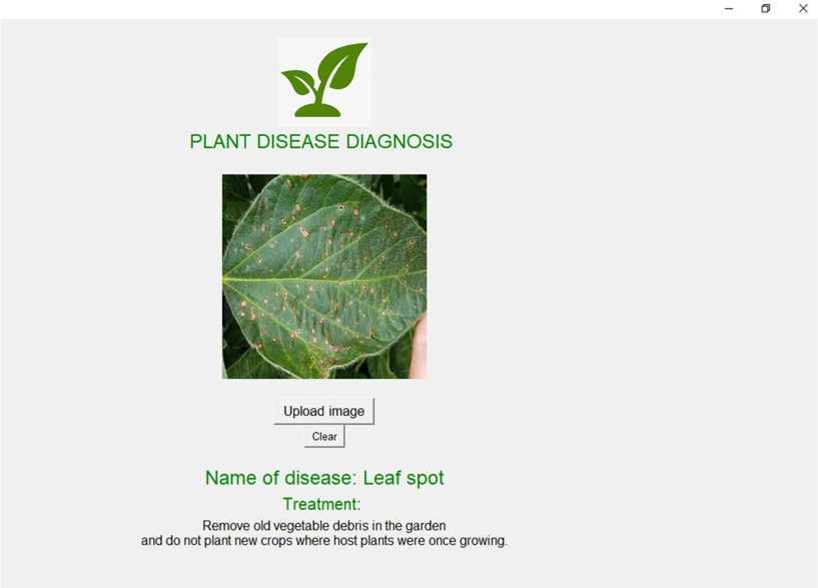 PLANT DISEASE DIAGNOSIS
Upload image
Clear
Name of disease: Leaf spot
Treatment:
Remove old vegetable debris in the garden
and do not plant new crops where host plants were once growing.